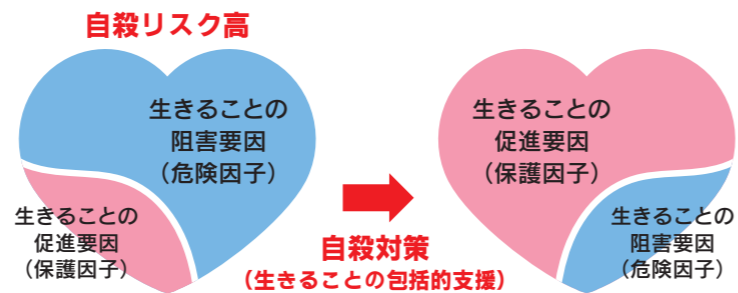 自殺リスク高
生きることの
阻害要因
（危険因子）
生きることの
促進要因
（保護因子）
自殺対策
（生きることの包括的支援）
生きることの
促進要因
（保護因子）
生きることの
阻害要因
（危険因子）